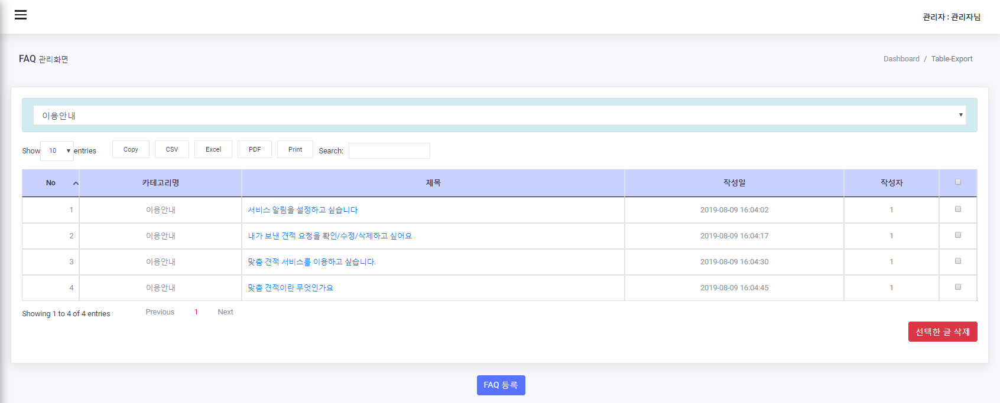 관리자 : 관리자님
FAQ 관리화면
Dashboard / Table-Export
이용안내
Show 10 entries Copy CSV Excel PDF Print Search:
No 카테고리명 제목 작성일 작성자
1 이용안내 서비스 알림을 설정하고 싶습니다 2019-08-09 16:04:02 1
2 이용안내 내가 보낸 견적 요청을 확인/수정/삭제하고 싶어요 2019-08-09 16:04:17 1
3 이용안내 맞춤 견적 서비스를 이용하고 싶습니다. 2019-08-09 16:04:30 1
4 이용안내 맞춤 견적이란 무엇인가요 2019-08-09 16:04:45 1
Showing 1 to 4 of 4 entries Previous 1 Next
선택한 글 삭제
FAQ 등록